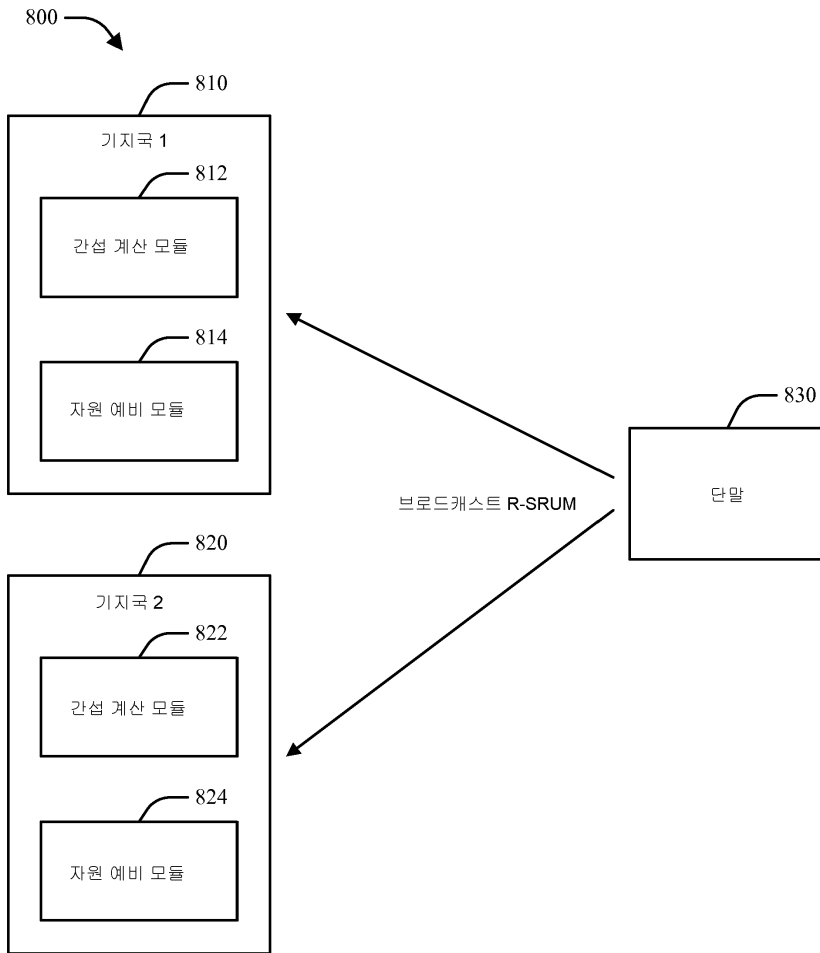 800
810
기지국 1
812
간섭 계산 모듈
814
자원 예비 모듈
830
단말
브로드캐스트 R-SRUM
820
기지국 2
822
간섭 계산 모듈
824
자원 예비 모듈